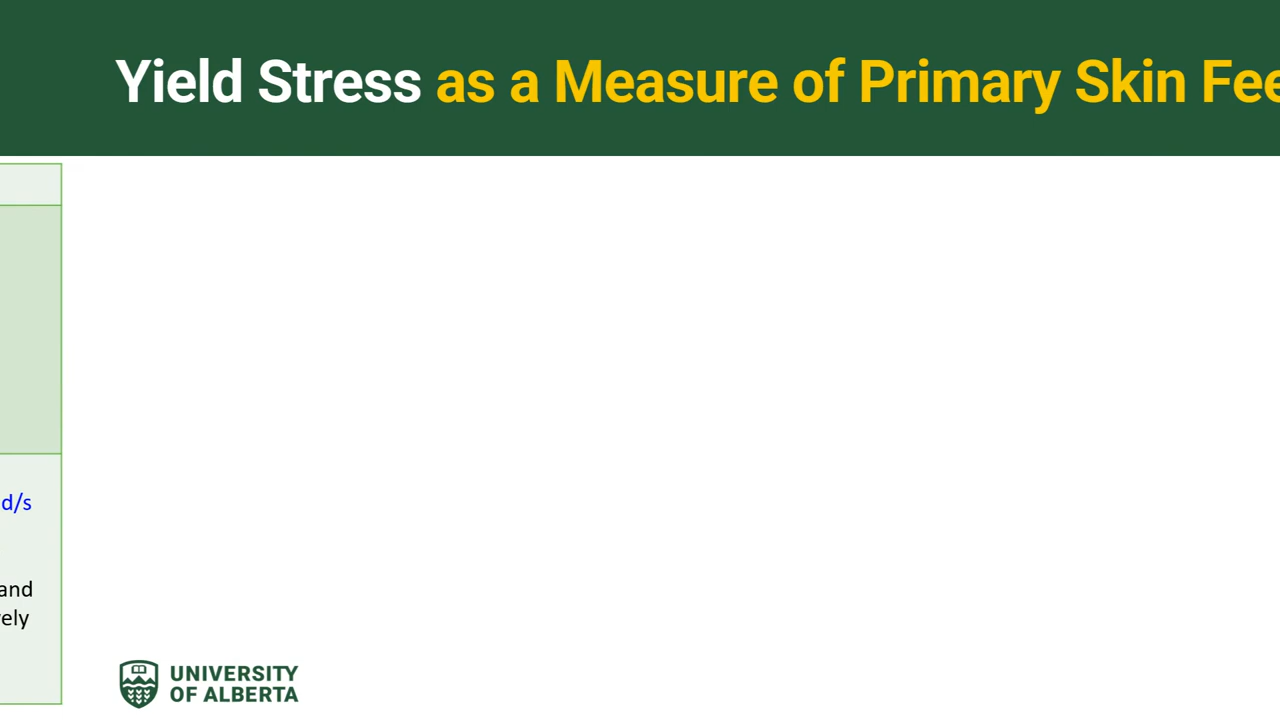 Yield Stress as a Measure of Primary Skin Fee
d/s
and
ely
UNIVERSITY
OF ALBERTA